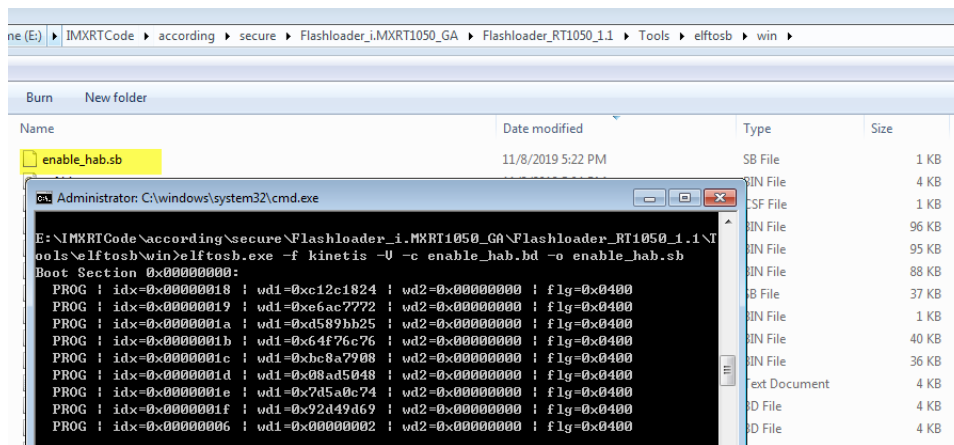 me (E:) ▸ IMXRTCode ▸ according ▸ secure ▸ Flashloader_i.MXRT1050_GA ▸ Flashloader_RT1050_1.1 ▸ Tools ▸ elftosb ▸ win ▸
Burn New folder
Name Date modified Type Size
enable_hab.sb 11/8/2019 5:22 PM SB File 1 KB
BIN File 4 KB
Administrator: C:\windows\system32\cmd.exe
CSF File 1 KB
BIN File 96 KB
E:\IMXRTCode\according\secure\Flashloader_i.MXRT1050_GA\Flashloader_RT1050_1.1\T
BIN File 95 KB
ools\elftosb\win>elftosb.exe -f kinetis -V -c enable_hab.bd -o enable_hab.sb
BIN File 88 KB
Boot Section 0x00000000:
SB File 37 KB
PROG | idx=0x00000018 | wd1=0xc12c1824 | wd2=0x00000000 | flg=0x0400
PROG | idx=0x00000019 | wd1=0xe6ac7772 | wd2=0x00000000 | flg=0x0400
BIN File 1 KB
PROG | idx=0x0000001a | wd1=0xd589bb25 | wd2=0x00000000 | flg=0x0400
PROG | idx=0x0000001b | wd1=0x64f76c76 | wd2=0x00000000 | flg=0x0400
BIN File 40 KB
PROG | idx=0x0000001c | wd1=0xbc8a7908 | wd2=0x00000000 | flg=0x0400
BIN File 36 KB
PROG | idx=0x0000001d | wd1=0x08ad5048 | wd2=0x00000000 | flg=0x0400
Text Document 4 KB
PROG | idx=0x0000001e | wd1=0x7d5a0c74 | wd2=0x00000000 | flg=0x0400
BD File 4 KB
PROG | idx=0x0000001f | wd1=0x92d49d69 | wd2=0x00000000 | flg=0x0400
PROG | idx=0x00000006 | wd1=0x00000002 | wd2=0x00000000 | flg=0x0400
BD File 4 KB